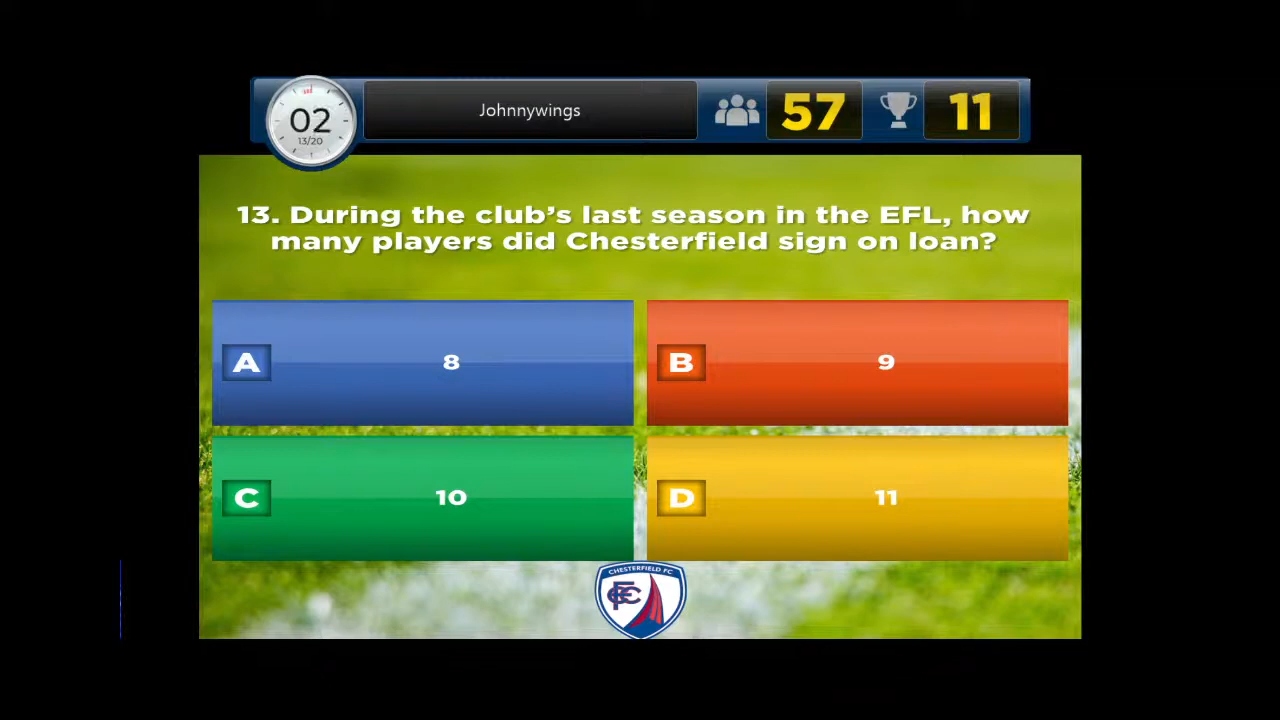 02
13/20
Johnnywings
57
11
13. During the club's last season in the EFL, how
many players did Chesterfield sign on loan?
A 8
B 9
C 10
D 11
CHESTERFIELD FC